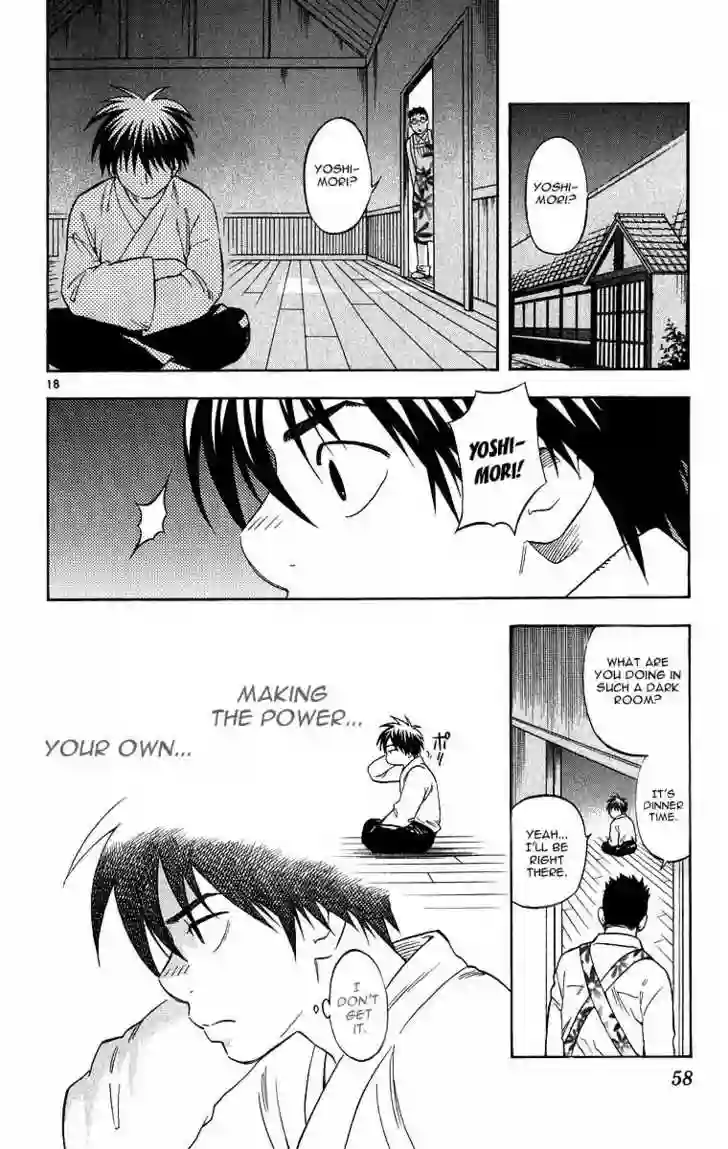 YOSHI-
MORI?
YOSHI-
MORI?
18
YOSHI-
MORI!
WHAT ARE
YOU DOING IN
SUCH A DARK
ROOM?
IT'S
DINNER
TIME.
YEAH...
I'LL BE
RIGHT
THERE.
MAKING
THE POWER...
YOUR OWN...
ポリ
I
DON'T
GET
IT.
58